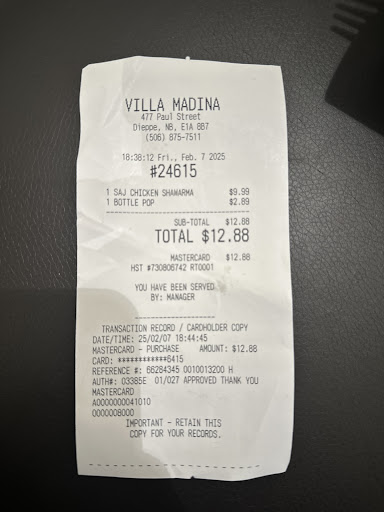 VILLA MADINA
477 Paul Street
Dieppe, NB, E1A 8B7
(506) 875-7511
18:38:12 Fri., Feb. 7 2025
#24615
1 SAJ CHICKEN SHAWARMA $9.99
1 BOTTLE POP $2.89
SUB-TOTAL $12.88
TOTAL $12.88
MASTERCARD $12.88
HST #730806742 RT0001
YOU HAVE BEEN SERVED
BY: MANAGER
TRANSACTION RECORD / CARDHOLDER COPY
DATE/TIME: 25/02/07 18:44:45
MASTERCARD - PURCHASE AMOUNT: $12.88
CARD: ************6415
REFERENCE #: 66284345 0010013200 H
AUTH#: 03385E 01/027 APPROVED THANK YOU
MASTERCARD
A0000000041010
0000008000
IMPORTANT - RETAIN THIS
COPY FOR YOUR RECORDS.